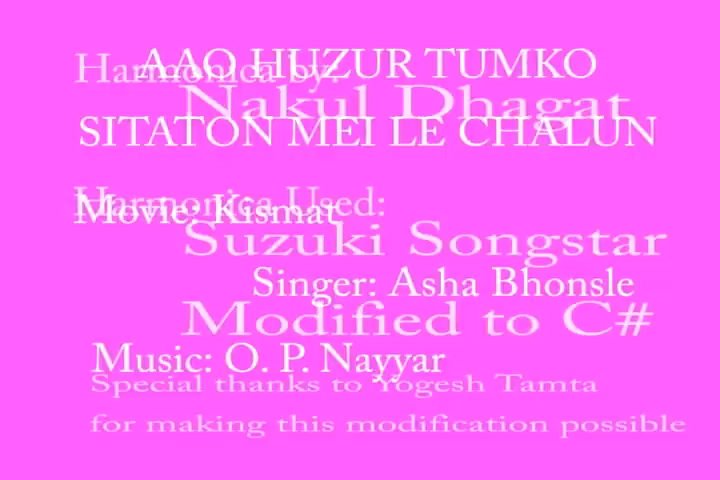 AAO HUZUR TUMKO
Harmonica by:
Nakul Dhagat
SITATON MEI LE CHALUN
Harmonica Used:
Movie: Kismat
Suzuki Songstar
Singer: Asha Bhonsle
Modified to C#
Music: O. P. Nayyar
Special thanks to Yogesh Tamta
for making this modification possible